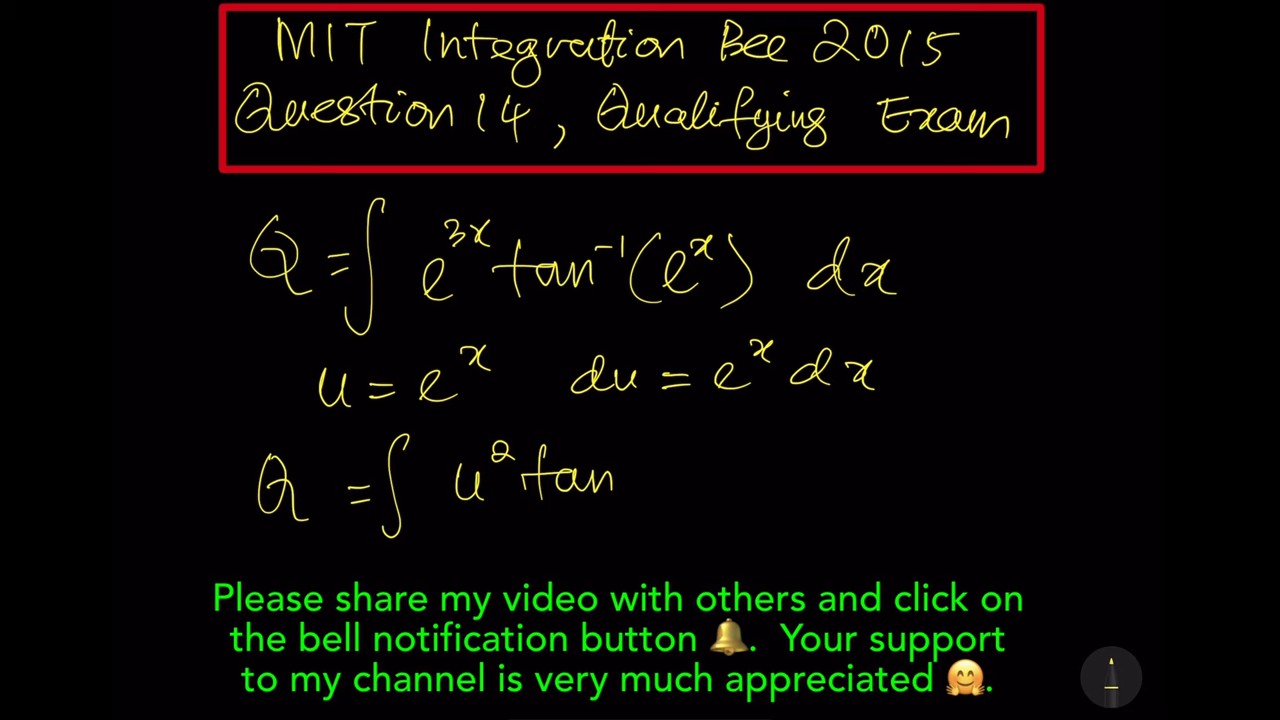 MIT Integration Bee 2015
Question 14, Qualifying Exam
Q = ∫ e^{3x} tan^{-1}(e^x) dx
u = e^x du = e^x dx
Q = ∫ u^2 tan
Please share my video with others and click on
the bell notification button 🔔. Your support
to my channel is very much appreciated 🤗.